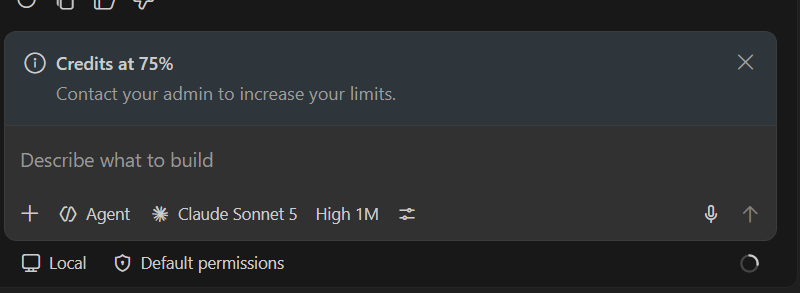 Credits at 75%
Contact your admin to increase your limits.
Describe what to build
Agent Claude Sonnet 5 High 1M
Local Default permissions